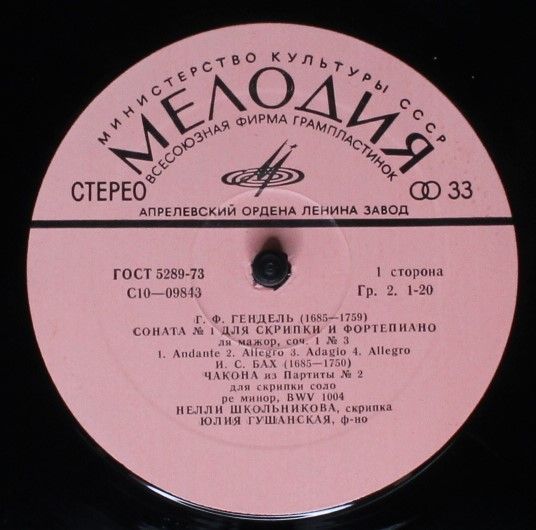 МИНИСТЕРСТВО КУЛЬТУРЫ СССР
МЕЛОДИЯ
ВСЕСОЮЗНАЯ ФИРМА ГРАМПЛАСТИНОК
СТЕРЕО 33
АПРЕЛЕВСКИЙ ОРДЕНА ЛЕНИНА ЗАВОД
ГОСТ 5289-73 1 сторона
С10—09843 Гр. 2. 1-20
Г. Ф. ГЕНДЕЛЬ (1685—1759)
СОНАТА № 1 ДЛЯ СКРИПКИ И ФОРТЕПИАНО
ля мажор, соч. 1 № 3
1. Andante 2. Allegro 3. Adagio 4. Allegro
И. С. БАХ (1685—1750)
ЧАКОНА из Партиты № 2
для скрипки соло
ре минор, BWV 1004
НЕЛЛИ ШКОЛЬНИКОВА, скрипка
ЮЛИЯ ГУШАНСКАЯ, ф-но